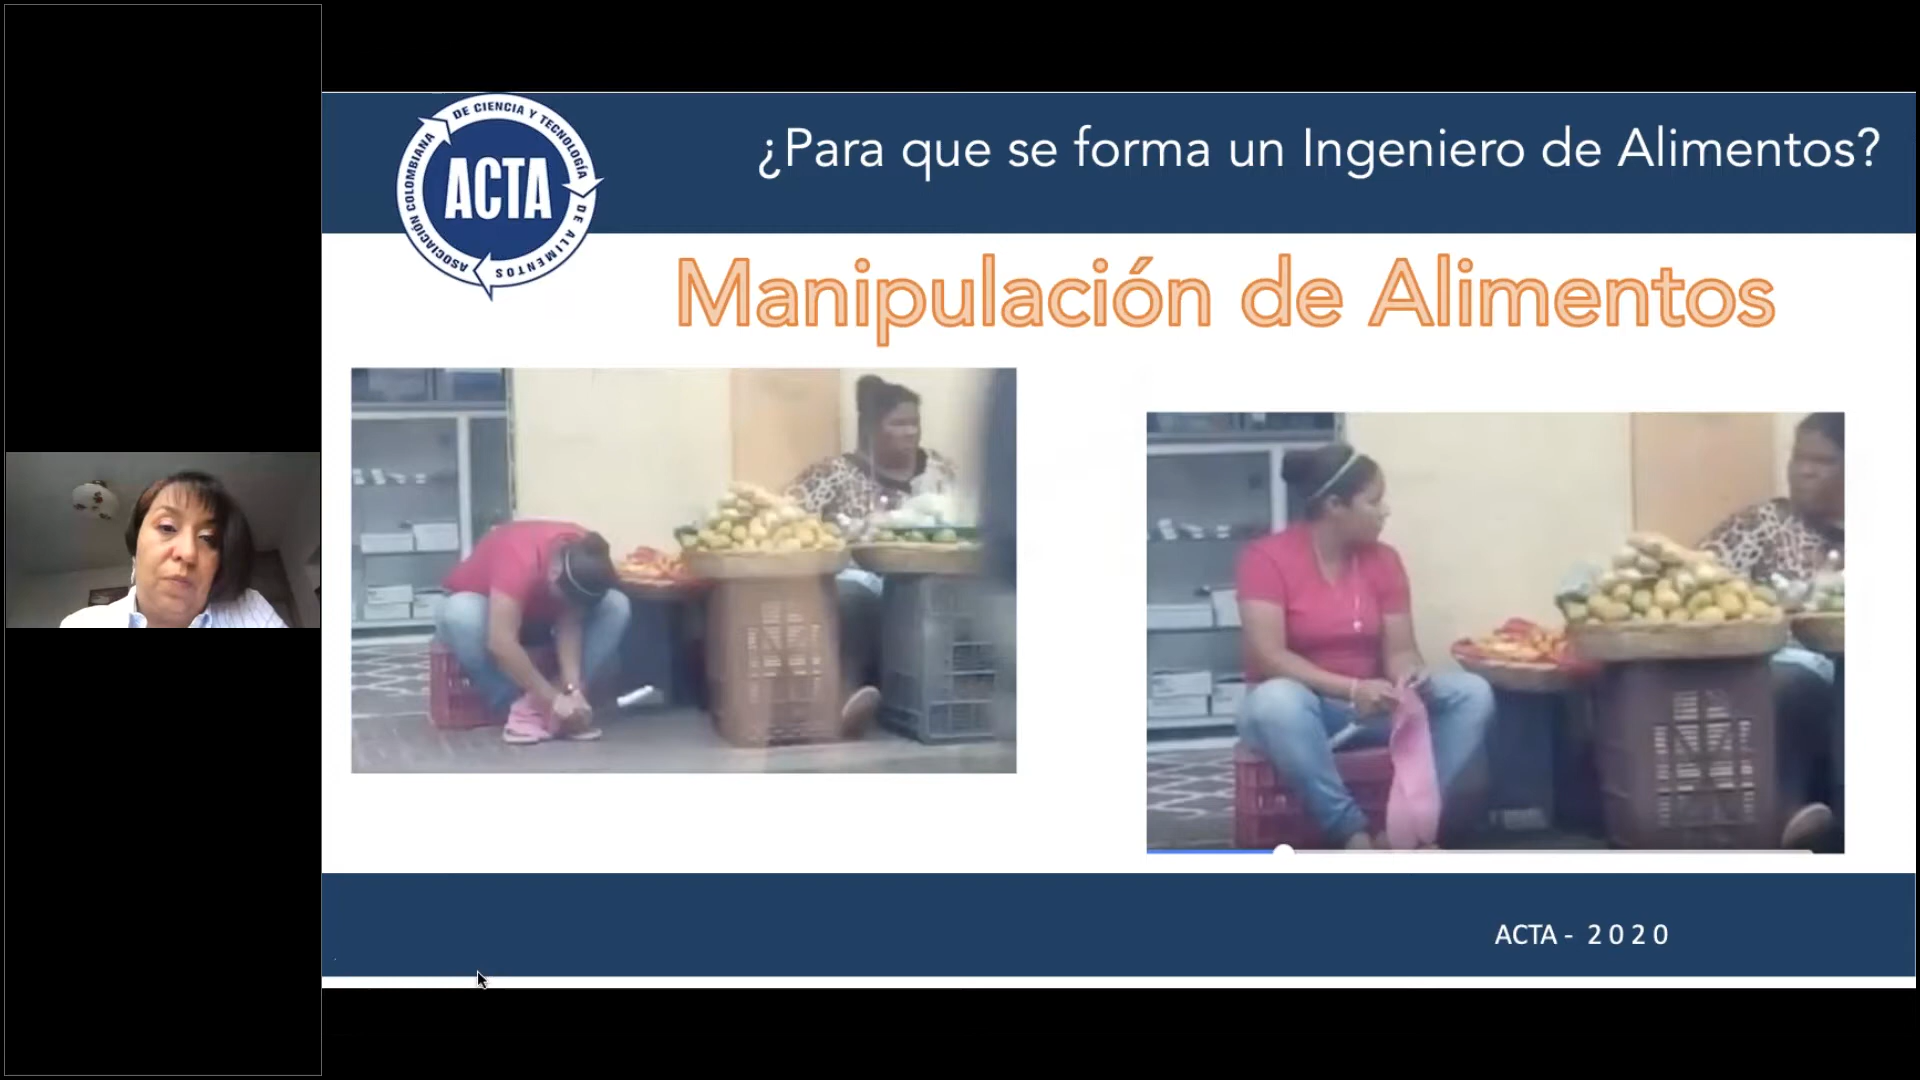 ASOCIACIÓN COLOMBIANA DE CIENCIA Y TECNOLOGÍA DE ALIMENTOS
ACTA
¿Para que se forma un Ingeniero de Alimentos?
Manipulación de Alimentos
ACTA - 2020